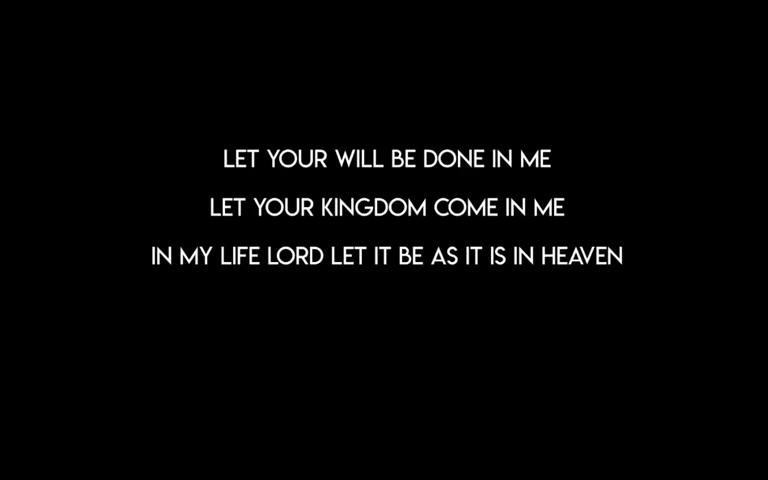 LET YOUR WILL BE DONE IN ME
LET YOUR KINGDOM COME IN ME
IN MY LIFE LORD LET IT BE AS IT IS IN HEAVEN